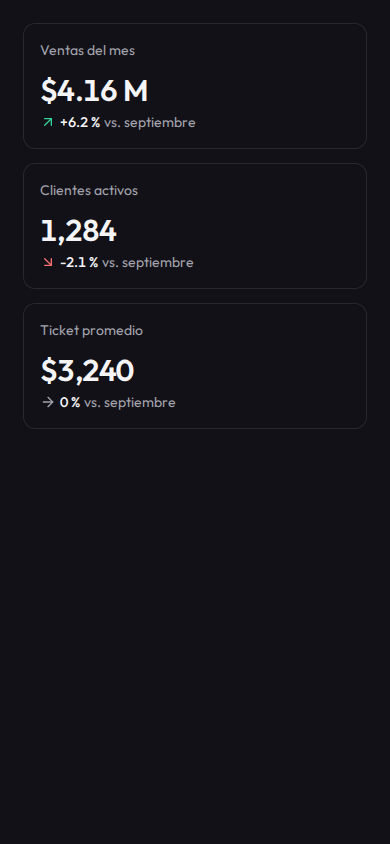 Ventas del mes
$4.16 M
+6.2 % vs. septiembre
Clientes activos
1,284
-2.1 % vs. septiembre
Ticket promedio
$3,240
0 % vs. septiembre